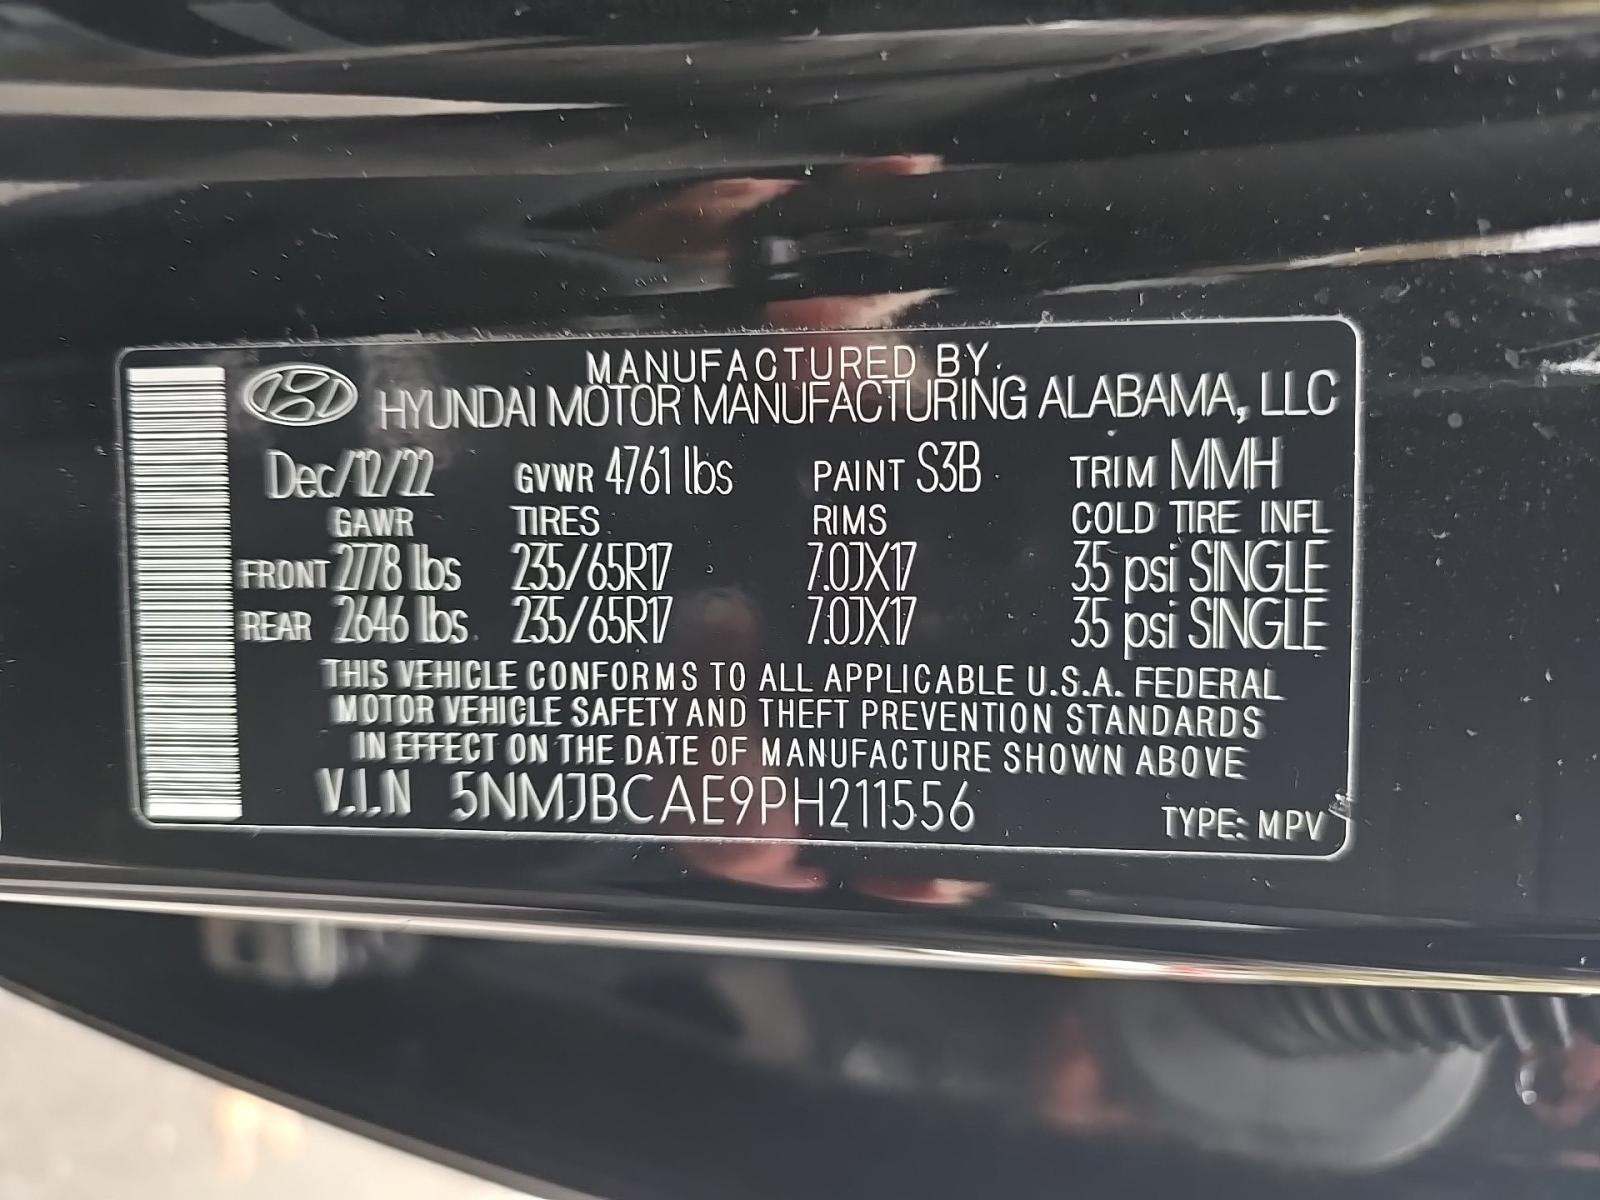 MANUFACTURED BY
HYUNDAI MOTOR MANUFACTURING ALABAMA, LLC
Dec/12/22 GVWR 4761 lbs PAINT S3B TRIM MMH
GAWR TIRES RIMS COLD TIRE INFL
FRONT 2778 lbs 235/65R17 7.0JX17 35 psi SINGLE
REAR 2646 lbs 235/65R17 7.0JX17 35 psi SINGLE
THIS VEHICLE CONFORMS TO ALL APPLICABLE U.S.A. FEDERAL
MOTOR VEHICLE SAFETY AND THEFT PREVENTION STANDARDS
IN EFFECT ON THE DATE OF MANUFACTURE SHOWN ABOVE
V.I.N 5NMJBCAE9PH211556 TYPE: MPV